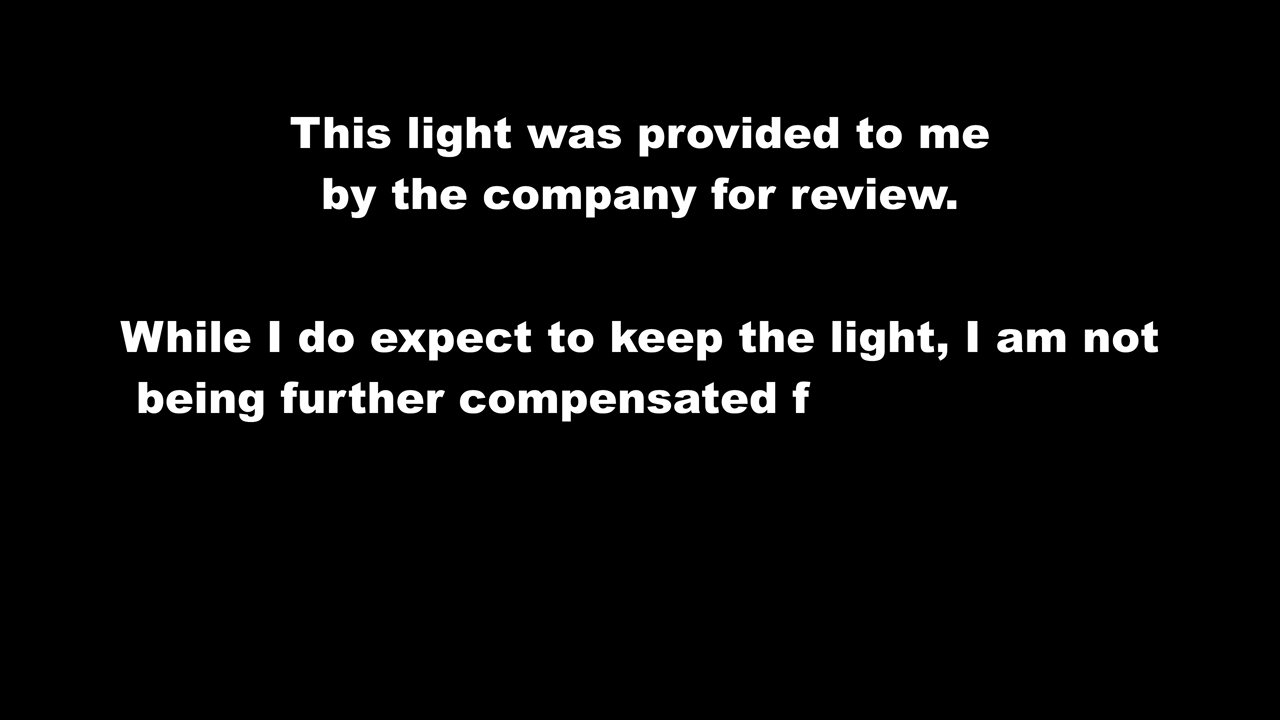 This light was provided to me
by the company for review.
While I do expect to keep the light, I am not
being further compensated f